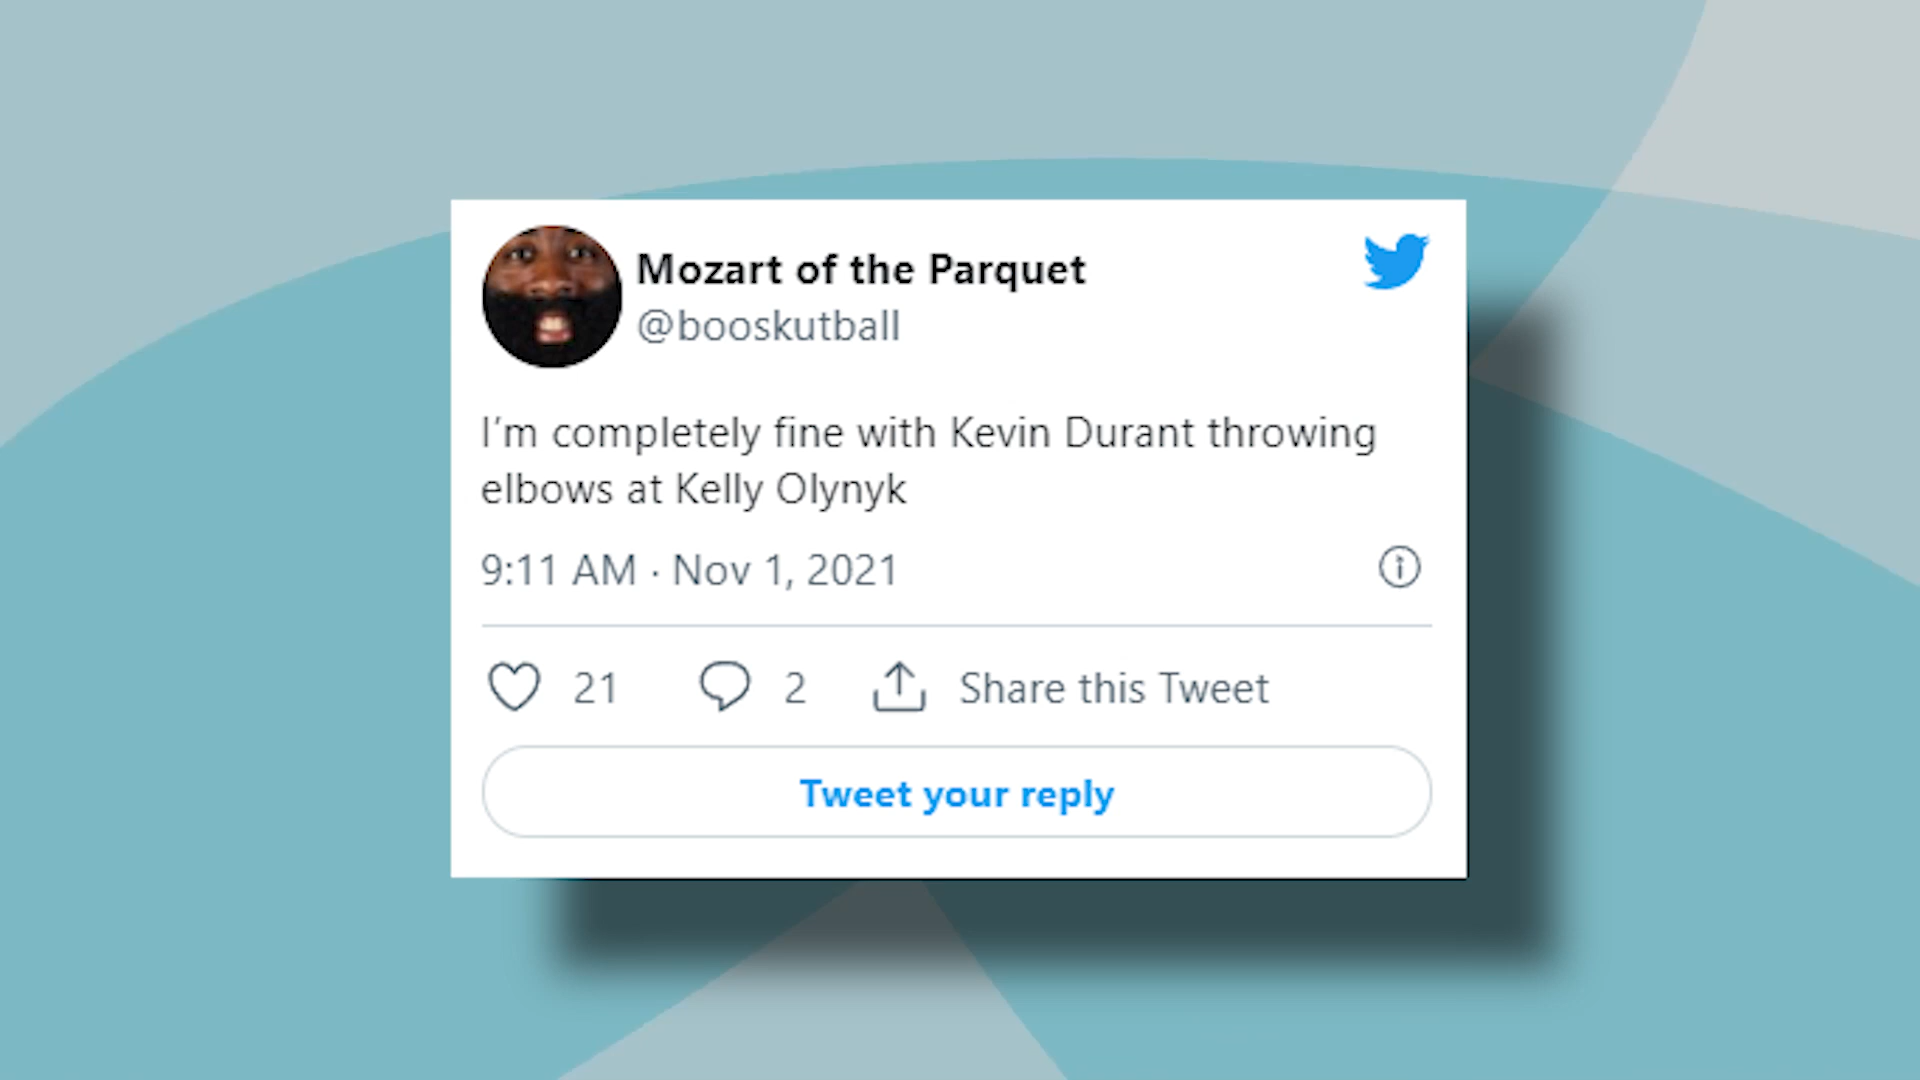 Mozart of the Parquet
@booskutball
I'm completely fine with Kevin Durant throwing
elbows at Kelly Olynyk
9:11 AM · Nov 1, 2021
21 2 Share this Tweet
Tweet your reply